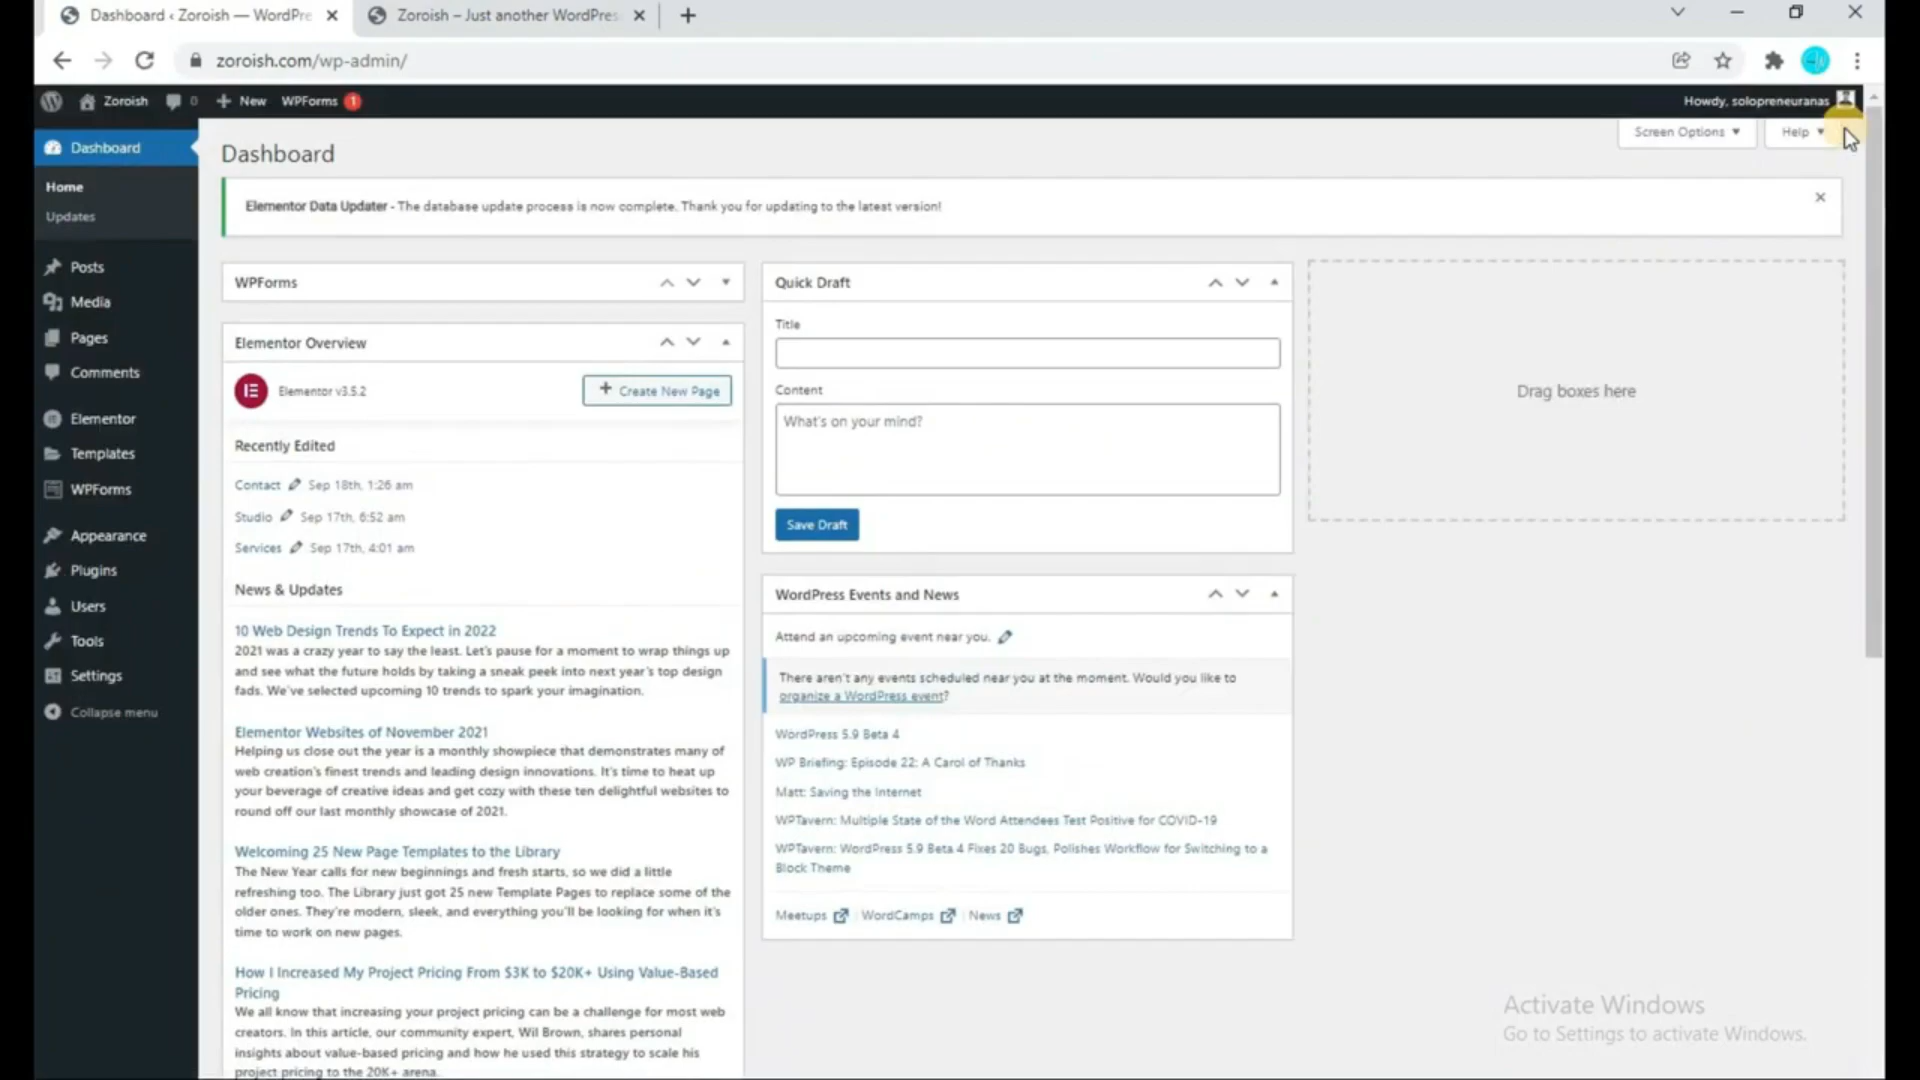 Dashboard ‹ Zoroish — WordPre
Zoroish – Just another WordPres
zoroish.com/wp-admin/
Zoroish
0
New
WPForms 1
Howdy, solopreneuranas
Dashboard
Home
Updates
Posts
Media
Pages
Comments
Elementor
Templates
WPForms
Appearance
Plugins
Users
Tools
Settings
Collapse menu
Screen Options
Help
Dashboard
Elementor Data Updater - The database update process is now complete. Thank you for updating to the latest version!
WPForms
Elementor Overview
Elementor v3.5.2
Create New Page
Recently Edited
Contact Sep 18th, 1:26 am
Studio Sep 17th, 6:52 am
Services Sep 17th, 4:01 am
News & Updates
10 Web Design Trends To Expect in 2022
2021 was a crazy year to say the least. Let's pause for a moment to wrap things up
and see what the future holds by taking a sneak peek into next year's top design
fads. We've selected upcoming 10 trends to spark your imagination.
Elementor Websites of November 2021
Helping us close out the year is a monthly showpiece that demonstrates many of
web creation's finest trends and leading design innovations. It's time to heat up
your beverage of creative ideas and get cozy with these ten delightful websites to
round off our last monthly showcase of 2021.
Welcoming 25 New Page Templates to the Library
The New Year calls for new beginnings and fresh starts, so we did a little
refreshing too. The Library just got 25 new Template Pages to replace some of the
older ones. They're modern, sleek, and everything you'll be looking for when it's
time to work on new pages.
How I Increased My Project Pricing From $3K to $20K+ Using Value-Based
Pricing
We all know that increasing your project pricing can be a challenge for most web
creators. In this article, our community expert, Wil Brown, shares personal
insights about value-based pricing and how he used this strategy to scale his
project pricing to the 20K+ arena.
Quick Draft
Title
Content
What's on your mind?
Save Draft
WordPress Events and News
Attend an upcoming event near you.
There aren't any events scheduled near you at the moment. Would you like to
organize a WordPress event?
WordPress 5.9 Beta 4
WP Briefing: Episode 22: A Carol of Thanks
Matt: Saving the Internet
WPTavern: Multiple State of the Word Attendees Test Positive for COVID-19
WPTavern: WordPress 5.9 Beta 4 Fixes 20 Bugs, Polishes Workflow for Switching to a
Block Theme
Meetups | WordCamps | News
Drag boxes here
Activate Windows
Go to Settings to activate Windows.